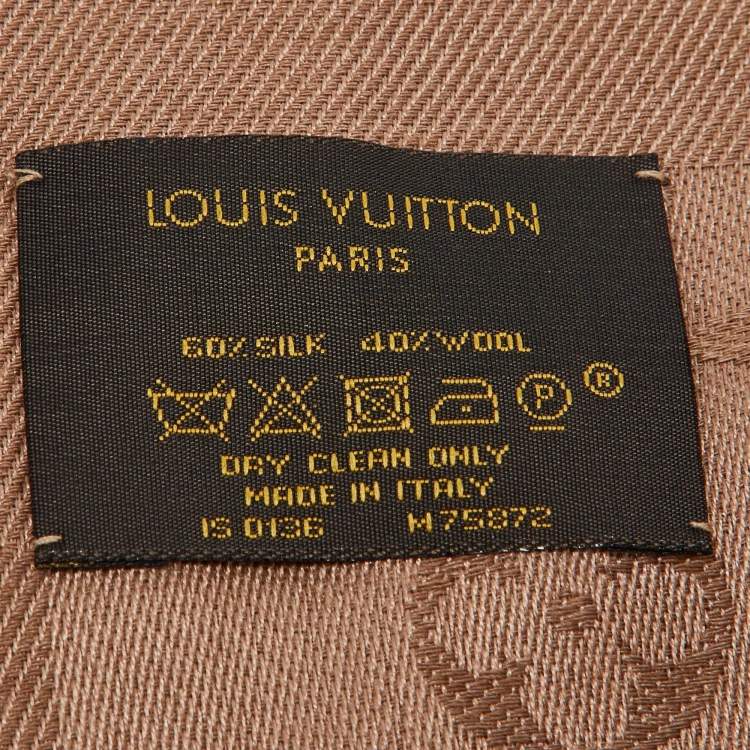 LOUIS VUITTON
PARIS
60% SILK 40% WOOL
P ®
DRY CLEAN ONLY
MADE IN ITALY
IS 0136 M75872